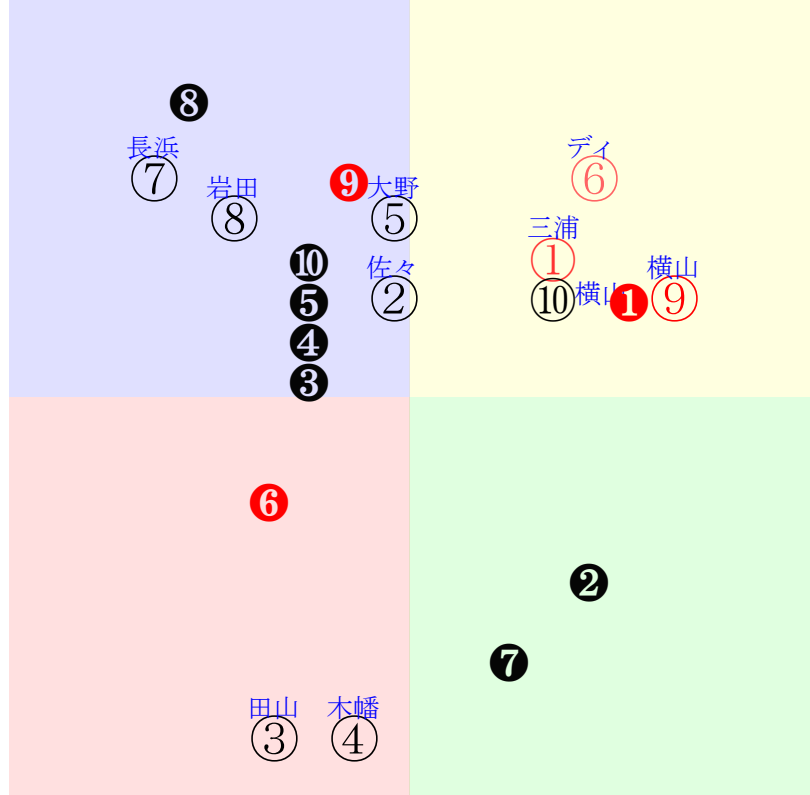 ❽
長浜
⑦
岩田
⑧
❾
大野
⑤
ディ
⑥
三浦
①
❿
佐々
②
❺
⑩
横山
❶
横山
⑨
❹
❸
❻
❷
❼
田山
③
木幡
④